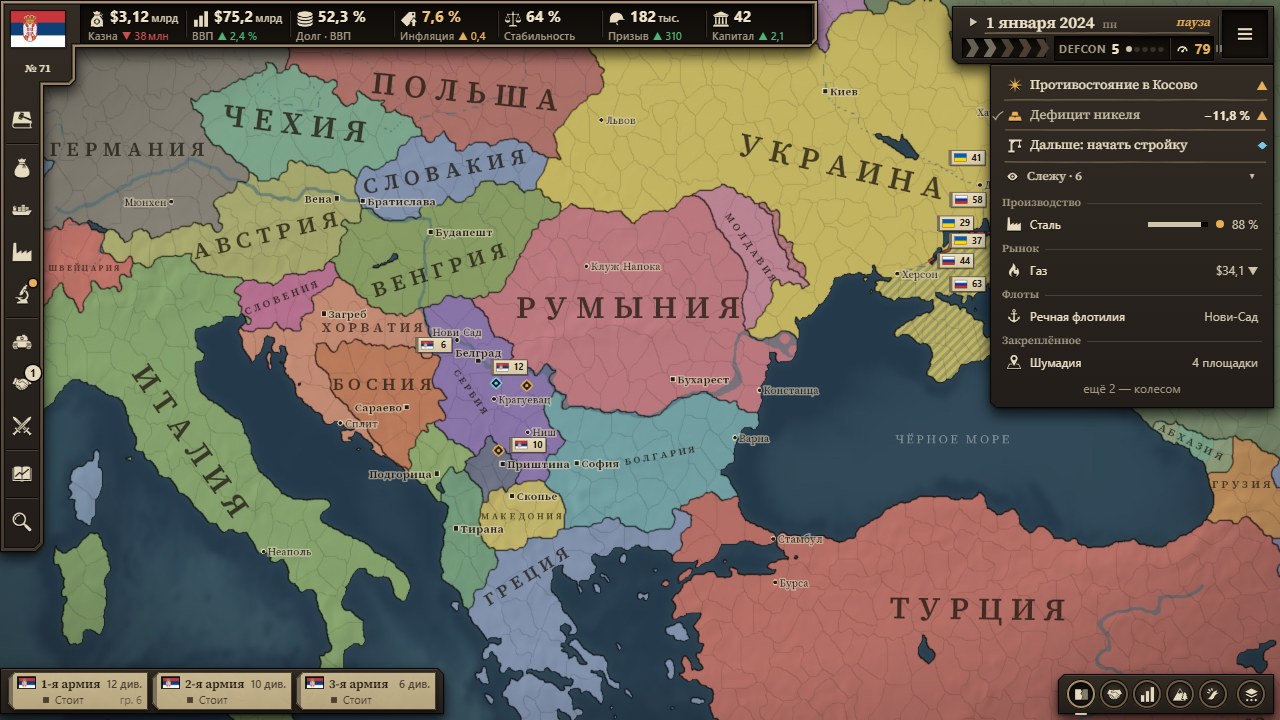 $3,12 млрд
Казна ▼ 38 млн
$75,2 млрд
ВВП ▲ 2,4 %
52,3 %
Долг · ВВП
7,6 %
Инфляция ▲ 0,4
64 %
Стабильность
182 тыс.
Призыв ▲ 310
42
Капитал ▲ 2,1
№ 71
1
1 января 2024 пн
пауза
DEFCON 5
79
Противостояние в Косово
Дефицит никеля −11,8 %
Дальше: начать стройку
Слежу · 6
Производство
Сталь 88 %
Рынок
Газ $34,1
Флоты
Речная флотилия Нови-Сад
Закреплённое
Шумадия 4 площадки
ещё 2 — колесом
ПОЛЬША
ЧЕХИЯ
ГЕРМАНИЯ
СЛОВАКИЯ
УКРАИНА
Киев
Львов
Мюнхен
Вена
Братислава
АВСТРИЯ
Будапешт
ВЕНГРИЯ
ШВЕЙЦАРИЯ
СЛОВЕНИЯ
Клуж-Напока
МОЛДАВИЯ
РУМЫНИЯ
Херсон
41
58
29
37
44
63
Загреб
ХОРВАТИЯ
Нови-Сад
6
Белград
12
БОСНИЯ
СЕРБИЯ
Крагуевац
Сараево
Сплит
Бухарест
Констанца
ИТАЛИЯ
Ниш
10
Приштина
София
БОЛГАРИЯ
Варна
ЧЁРНОЕ МОРЕ
АБХАЗИЯ
ГРУЗИЯ
Подгорица
Скопье
МАКЕДОНИЯ
Тирана
Неаполь
ГРЕЦИЯ
Стамбул
Бурса
ТУРЦИЯ
1-я армия 12 див.
Стоит гр. 6
2-я армия 10 див.
Стоит
3-я армия 6 див.
Стоит